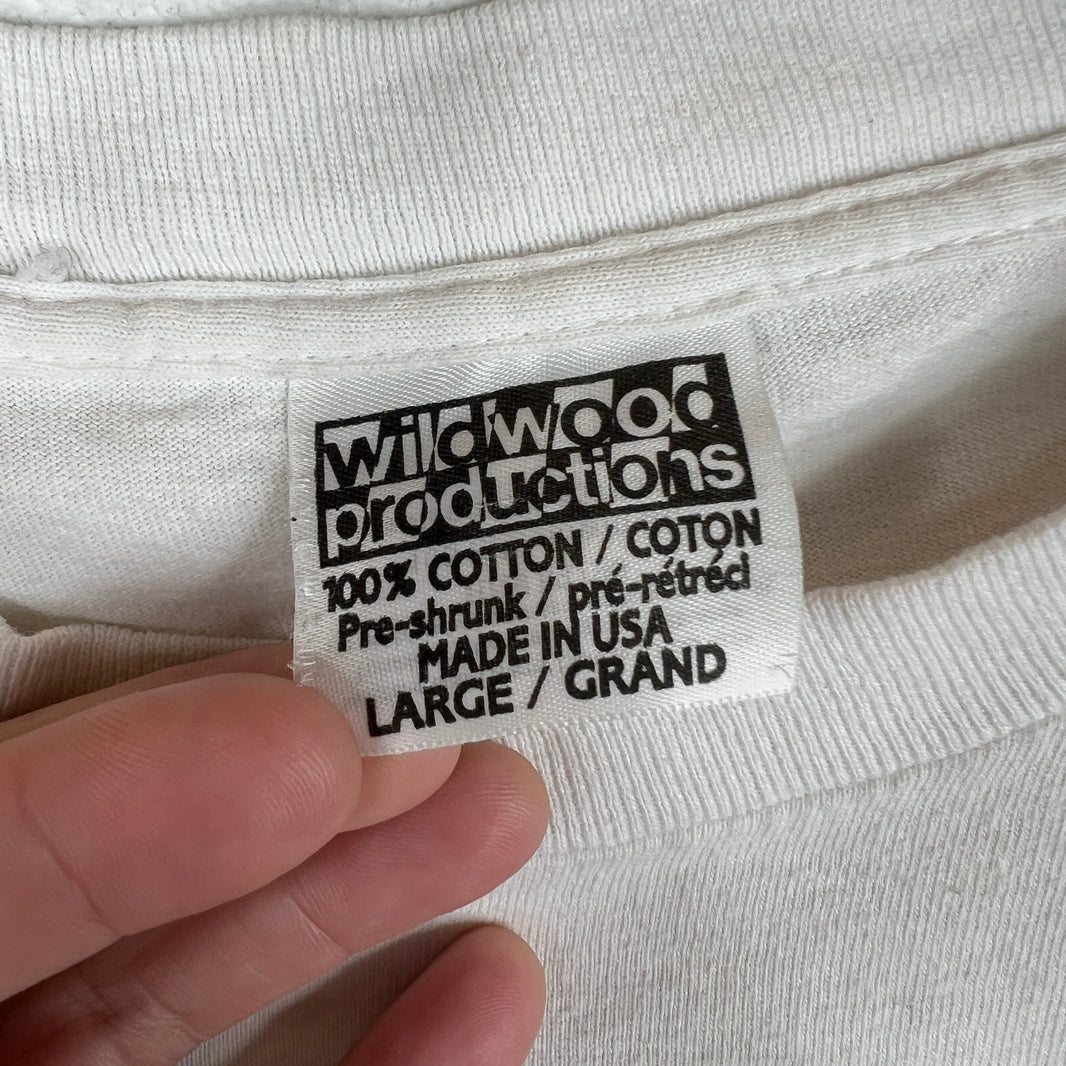 wildwood
productions
100% COTTON / COTON
Pre-shrunk / pré-rétréci
MADE IN USA
LARGE / GRAND